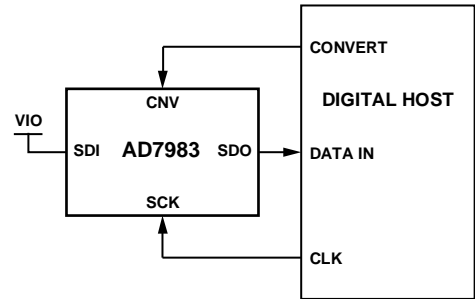 CONVERT
CNV
DIGITAL HOST
VIO
SDI
AD7983
SDO
DATA IN
SCK
CLK